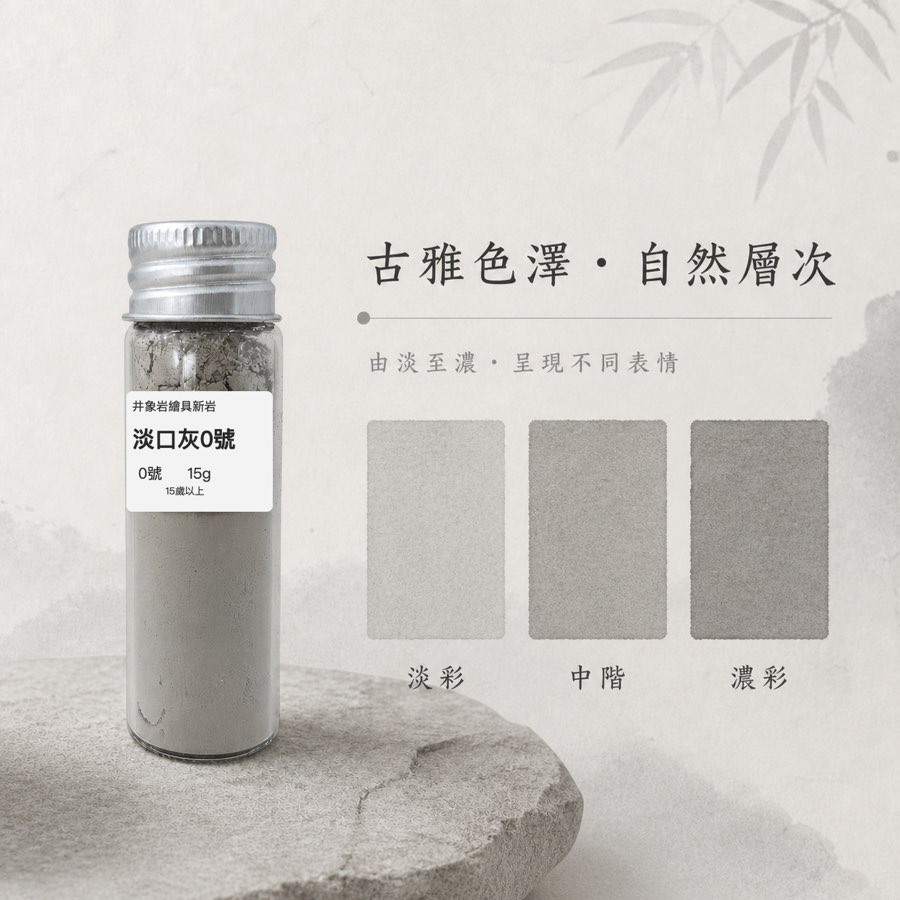 古雅色澤·自然層次
由淡至濃·呈現不同表情
井象岩繪具新岩
淡口灰0號
0號 15g
15歲以上
淡彩 中階 濃彩